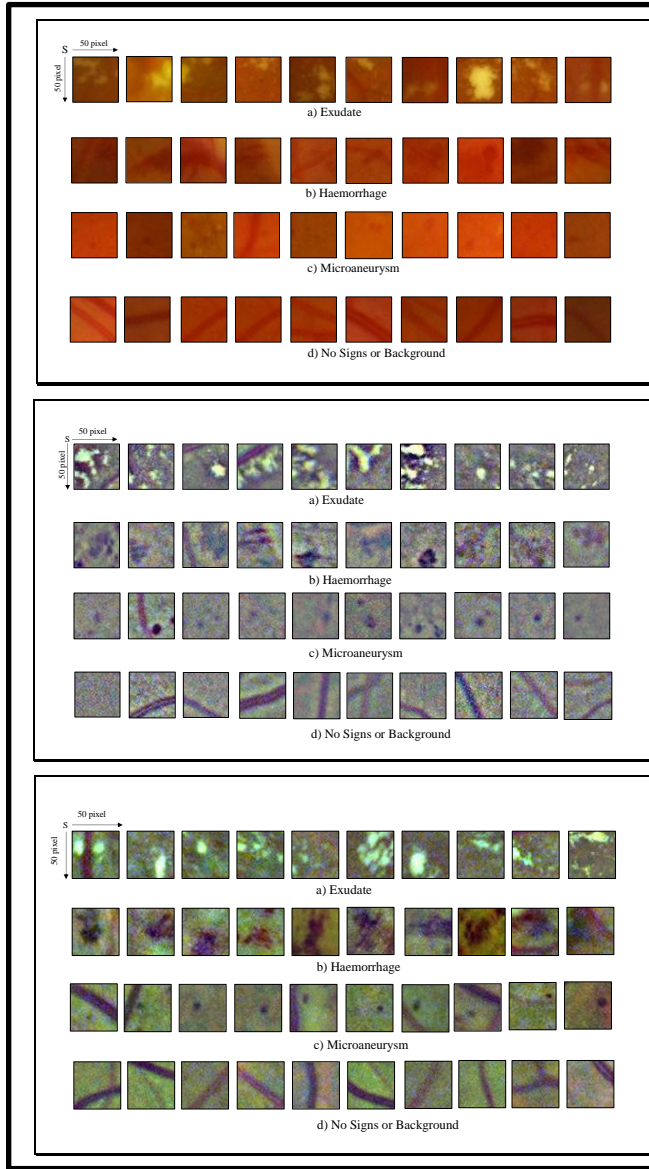 50 pixel
S
50 pixel
a) Exudate
b) Haemorrhage
c) Microaneurysm
d) No Signs or Background
50 pixel
S
50 pixel
a) Exudate
b) Haemorrhage
c) Microaneurysm
d) No Signs or Background
50 pixel
S
50 pixel
a) Exudate
b) Haemorrhage
c) Microaneurysm
d) No Signs or Background